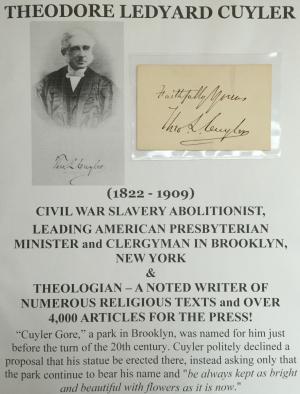 THEODORE LEDYARD CUYLER
Faithfully Yours
Theo L. Cuyler
Theo L. Cuyler
(1822 - 1909)
CIVIL WAR SLAVERY ABOLITIONIST,
LEADING AMERICAN PRESBYTERIAN
MINISTER and CLERGYMAN IN BROOKLYN,
NEW YORK
&
THEOLOGIAN – A NOTED WRITER OF
NUMEROUS RELIGIOUS TEXTS and OVER
4,000 ARTICLES FOR THE PRESS!
"Cuyler Gore," a park in Brooklyn, was named for him just
before the turn of the 20th century. Cuyler politely declined a
proposal that his statue be erected there, instead asking only that
the park continue to bear his name and "be always kept as bright
and beautiful with flowers as it is now."